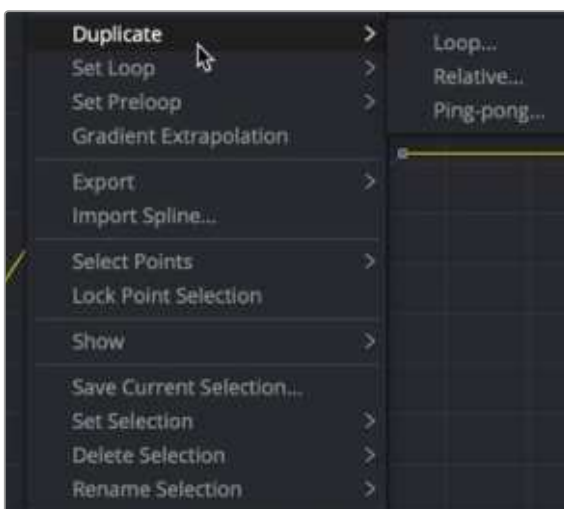 Duplicate
Set Loop
Set Preloop
Gradient Extrapolation
Export
Import Spline...
Select Points
Lock Point Selection
Show
Save Current Selection...
Set Selection
Delete Selection
Rename Selection
Loop...
Relative...
Ping-pong...